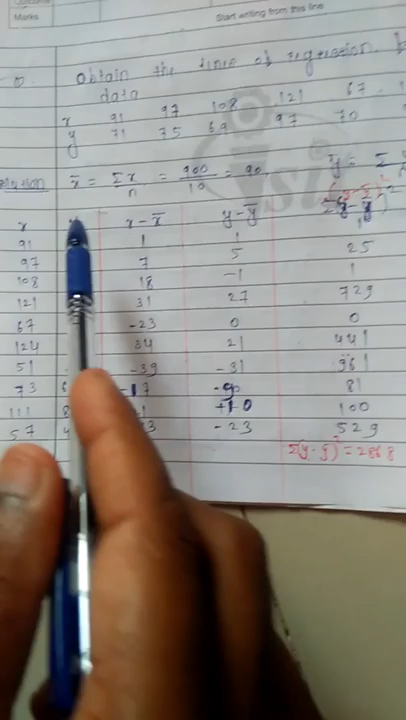 Marks
Start writing from this line
Obtain the lines of regression
data
x 91 97 108 121 67
y 71 75 69 97 70
x̄ = Σx/n = 900/10 = 90
x x-x̄ y-ȳ
91 1 1 1
97 7 5 25
108 18 -1 1
121 31 27 729
67 -23 0 0
124 34 21 441
51 -39 -31 961
73 -17 -9 81
111 +10 100
57 -23 529
Σ(y-ȳ)² = 2868